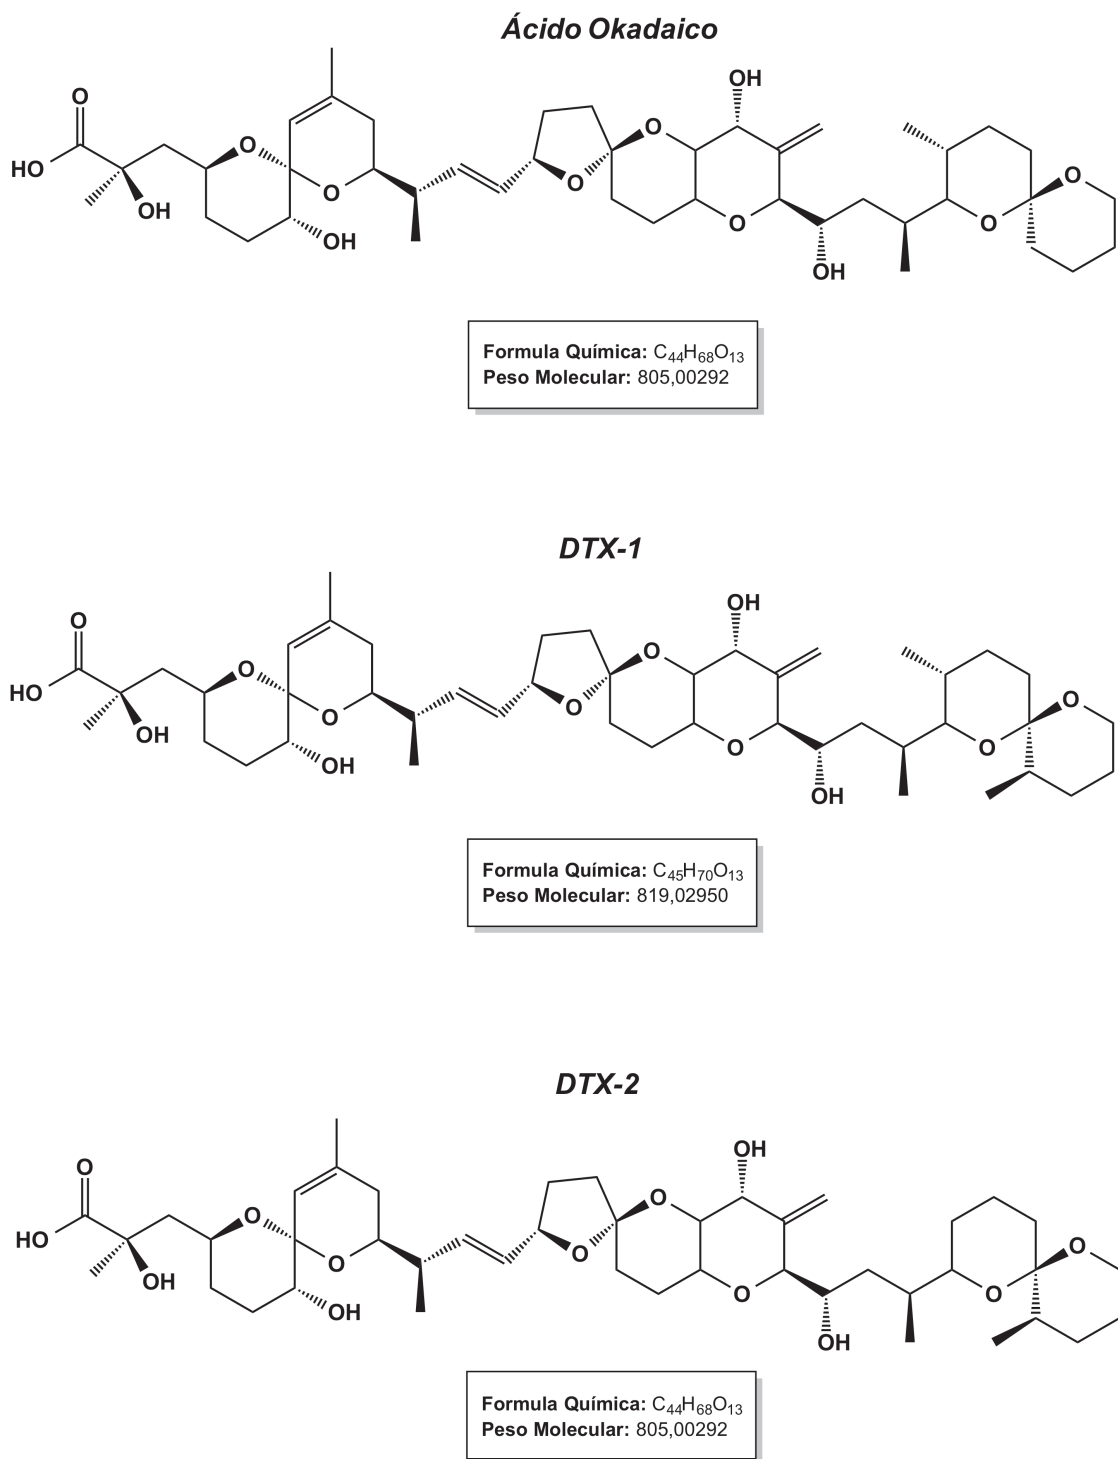 Ácido Okadaico
OH
O
O
O
O
HO
O
O
O
OH
OH
O
OH
Formula Química: C₄₄H₆₈O₁₃
Peso Molecular: 805,00292
DTX-1
OH
O
O
O
O
HO
O
O
O
O
OH
OH
OH
Formula Química: C₄₅H₇₀O₁₃
Peso Molecular: 819,02950
DTX-2
OH
O
O
O
HO
O
O
O
O
O
OH
OH
OH
Formula Química: C₄₄H₆₈O₁₃
Peso Molecular: 805,00292